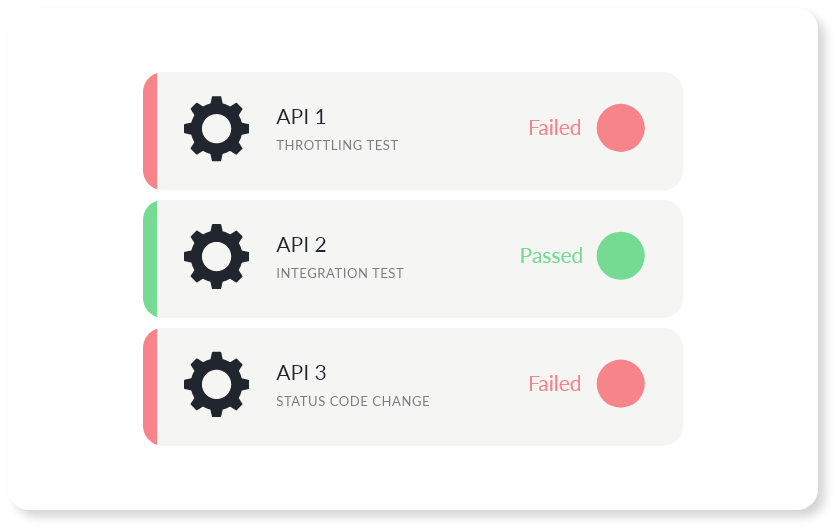 API 1
THROTTLING TEST
Failed
API 2
INTEGRATION TEST
Passed
API 3
STATUS CODE CHANGE
Failed